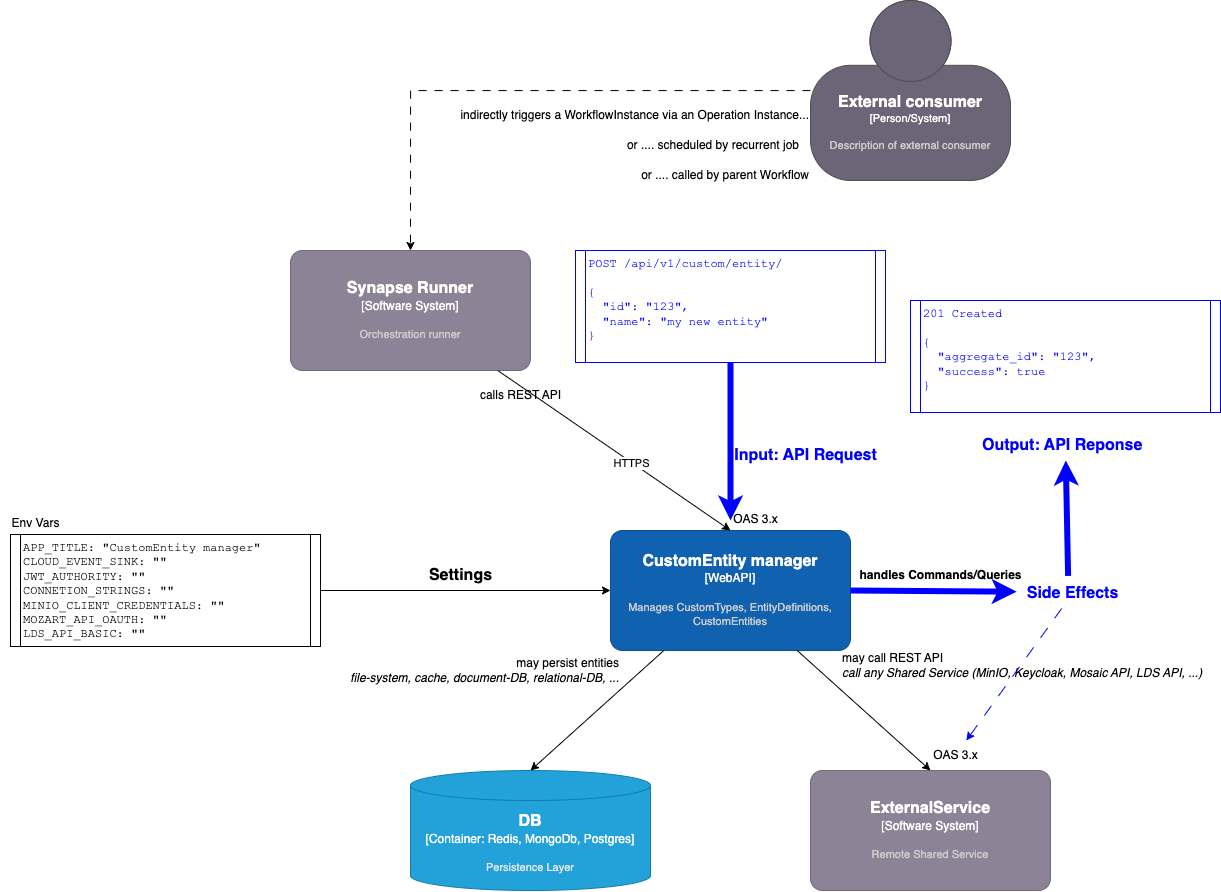 External consumer
[Person/System]
Description of external consumer
indirectly triggers a WorkflowInstance via an Operation Instance...
or .... scheduled by recurrent job
or .... called by parent Workflow
Synapse Runner
[Software System]
Orchestration runner
POST /api/v1/custom/entity/
{
"id": "123",
"name": "my new entity"
}
201 Created
{
"aggregate_id": "123",
"success": true
}
calls REST API
HTTPS
Input: API Request
Output: API Reponse
OAS 3.x
Env Vars
APP_TITLE: "CustomEntity manager"
CLOUD_EVENT_SINK: ""
JWT_AUTHORITY: ""
CONNETION_STRINGS: ""
MINIO_CLIENT_CREDENTIALS: ""
MOZART_API_OAUTH: ""
LDS_API_BASIC: ""
Settings
CustomEntity manager
[WebAPI]
Manages CustomTypes, EntityDefinitions,
CustomEntities
handles Commands/Queries
Side Effects
may persist entities
file-system, cache, document-DB, relational-DB, ...
may call REST API
call any Shared Service (MinIO, Keycloak, Mosaic API, LDS API, ...)
OAS 3.x
DB
[Container: Redis, MongoDb, Postgres]
Persistence Layer
ExternalService
[Software System]
Remote Shared Service